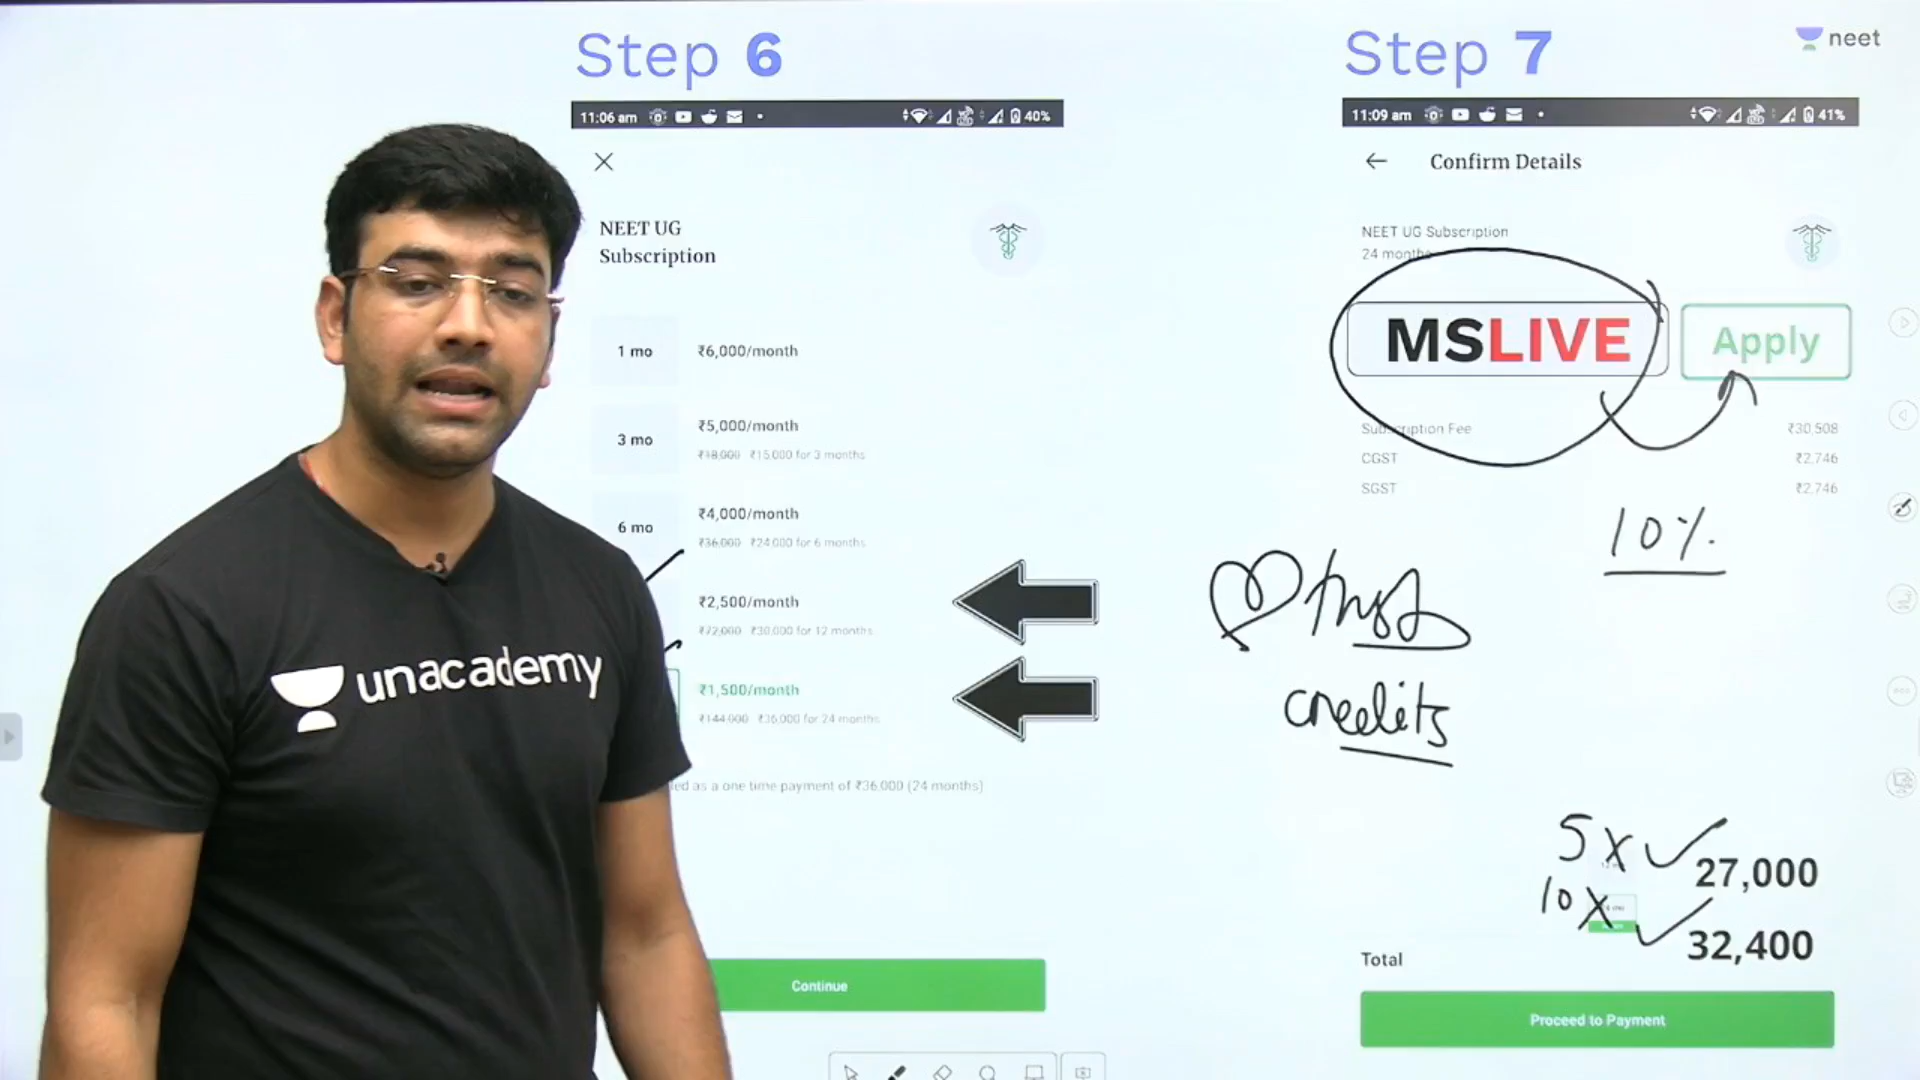 Step 6
11:06 am
40%
NEET UG
Subscription
1 mo
₹6,000/month
3 mo
₹5,000/month
₹18,000 ₹15,000 for 3 months
6 mo
₹4,000/month
₹36,000 ₹24,000 for 6 months
₹2,500/month
₹72,000 ₹30,000 for 12 months
₹1,500/month
₹144,000 ₹36,000 for 24 months
ed as a one time payment of ₹36,000 (24 months)
Continue
unacademy
Step 7
neet
11:09 am
41%
Confirm Details
NEET UG Subscription
24 months
MSLIVE
Apply
Subscription Fee ₹30,508
CGST ₹2,746
SGST ₹2,746
10%.
credits
5X 27,000
10X 32,400
Total
Proceed to Payment